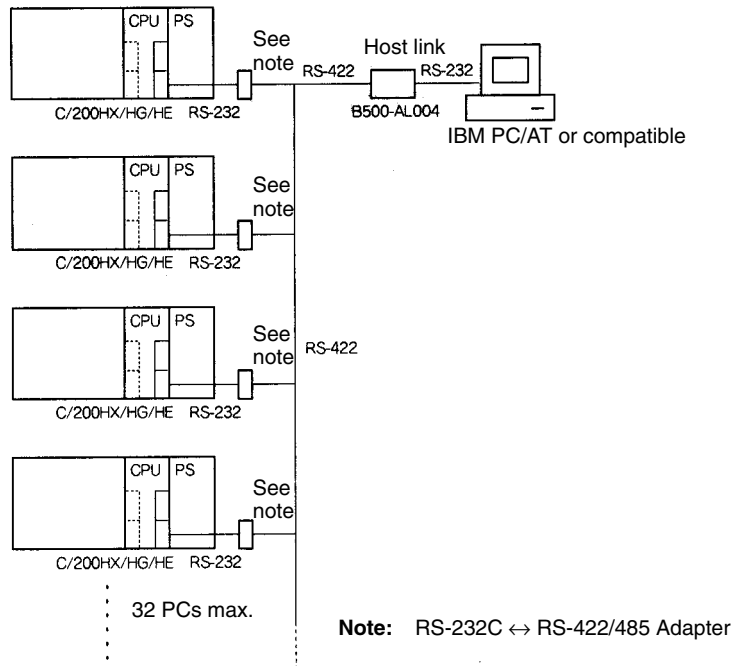 CPU PS
See note
RS-422
Host link
RS-232
B500-AL004
C/200HX/HG/HE RS-232
IBM PC/AT or compatible
CPU PS
See note
C/200HX/HG/HE RS-232
CPU PS
See note
RS-422
C/200HX/HG/HE RS-232
CPU PS
See note
C/200HX/HG/HE RS-232
32 PCs max.
Note: RS-232C ↔ RS-422/485 Adapter